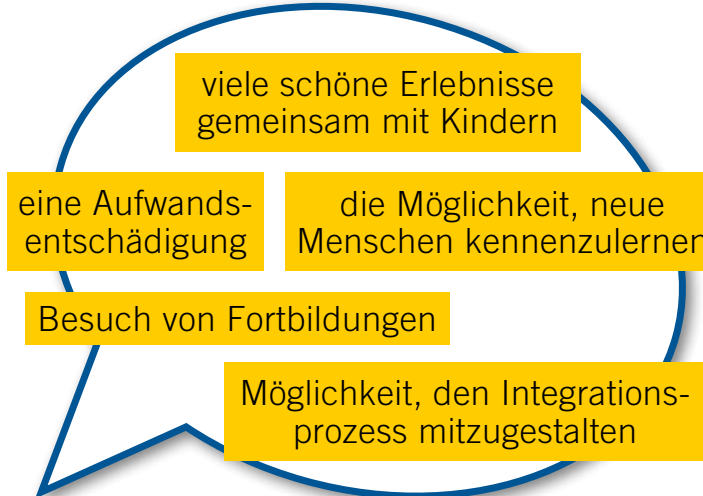 viele schöne Erlebnisse
gemeinsam mit Kindern
eine Aufwands-
entschädigung
die Möglichkeit, neue
Menschen kennenzulernen
Besuch von Fortbildungen
Möglichkeit, den Integrations-
prozess mitzugestalten